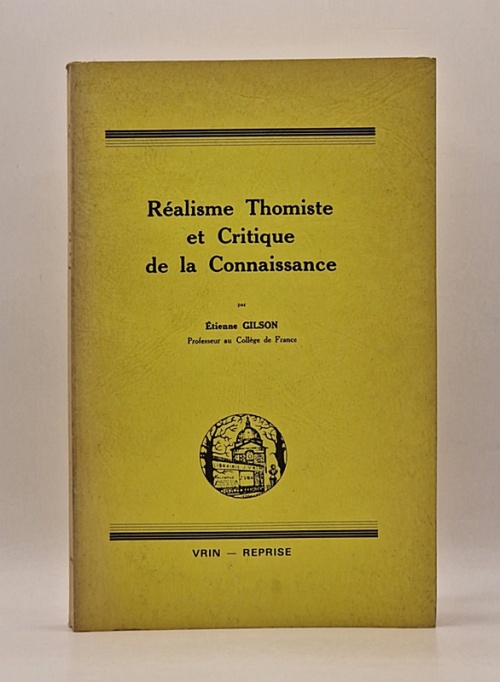 Réalisme Thomiste
et Critique
de la Connaissance
par
Étienne GILSON
Professeur au Collège de France
VRIN — REPRISE